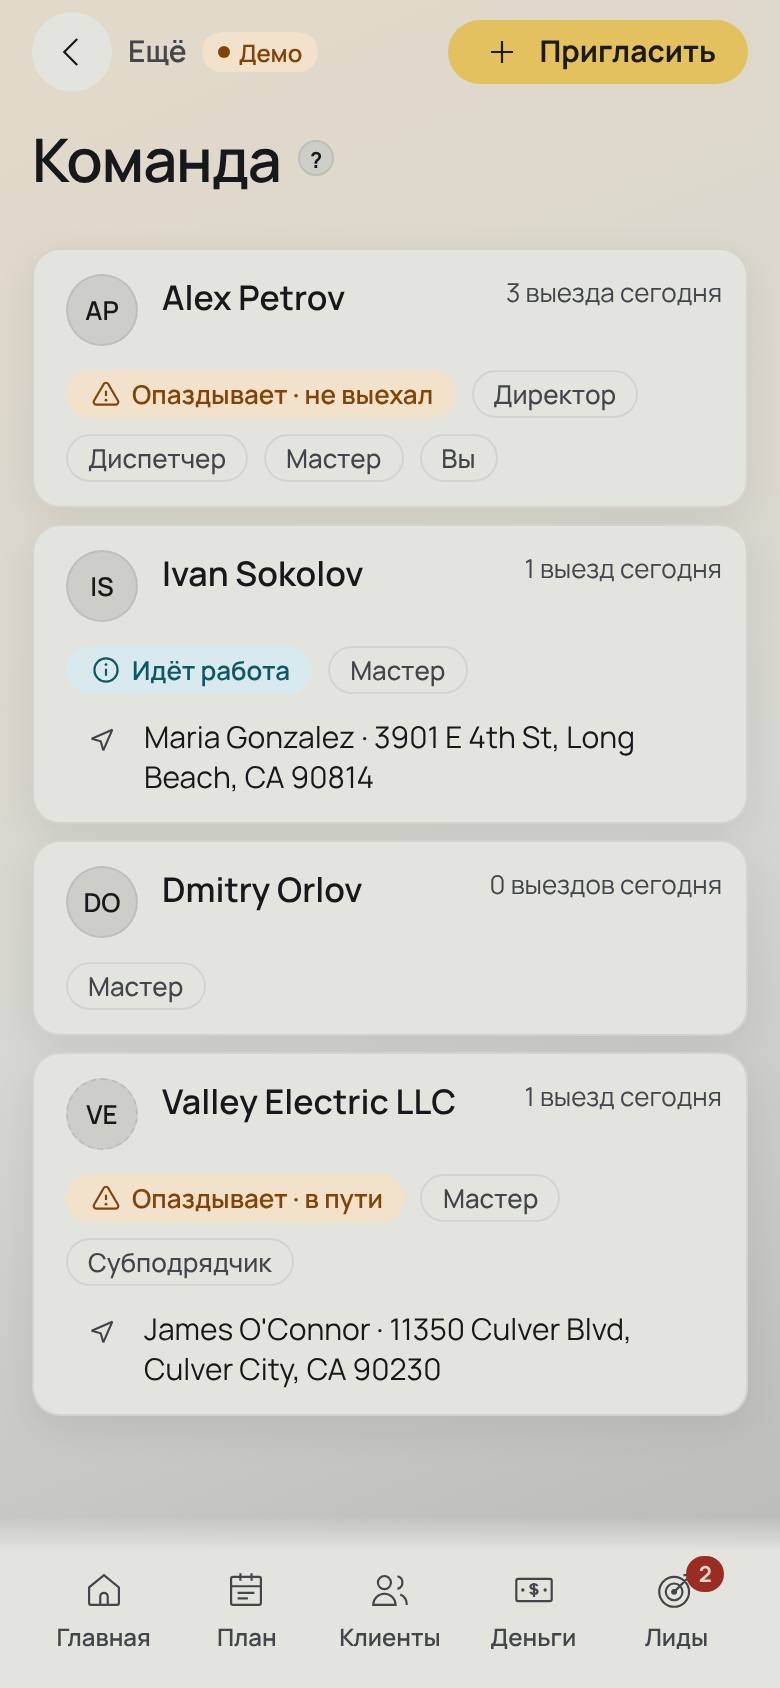 Ещё
Демо
Пригласить
Команда
?
AP
Alex Petrov
3 выезда сегодня
Опаздывает · не выехал
Директор
Диспетчер
Мастер
Вы
IS
Ivan Sokolov
1 выезд сегодня
Идёт работа
Мастер
Maria Gonzalez · 3901 E 4th St, Long
Beach, CA 90814
DO
Dmitry Orlov
0 выездов сегодня
Мастер
VE
Valley Electric LLC
1 выезд сегодня
Опаздывает · в пути
Мастер
Субподрядчик
James O'Connor · 11350 Culver Blvd,
Culver City, CA 90230
2
Главная
План
Клиенты
Деньги
Лиды